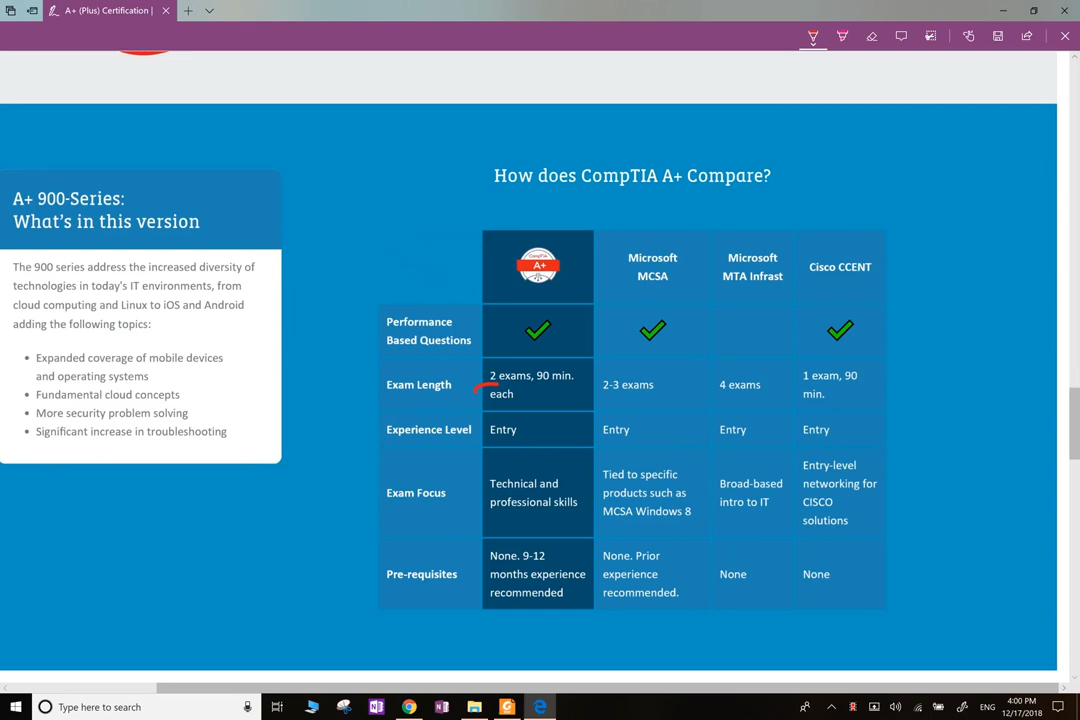 A+ (Plus) Certification |
A+ 900-Series:
What's in this version
The 900 series address the increased diversity of
technologies in today's IT environments, from
cloud computing and Linux to iOS and Android
adding the following topics:
Expanded coverage of mobile devices
and operating systems
Fundamental cloud concepts
More security problem solving
Significant increase in troubleshooting
How does CompTIA A+ Compare?
CompTIA
A+
Microsoft
MCSA
Microsoft
MTA Infrast
Cisco CCENT
Performance
Based Questions
Exam Length
2 exams, 90 min.
each
2-3 exams
4 exams
1 exam, 90
min.
Experience Level
Entry
Entry
Entry
Entry
Exam Focus
Technical and
professional skills
Tied to specific
products such as
MCSA Windows 8
Broad-based
intro to IT
Entry-level
networking for
CISCO
solutions
Pre-requisites
None. 9-12
months experience
recommended
None. Prior
experience
recommended.
None
None
Type here to search
ENG
4:00 PM
12/17/2018